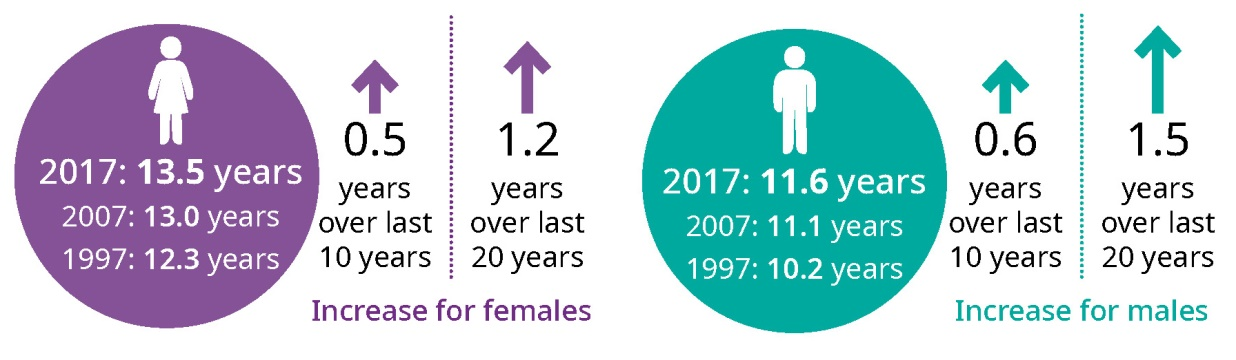 2017: 13.5 years
2007: 13.0 years
1997: 12.3 years
0.5
years
over last
10 years
1.2
years
over last
20 years
Increase for females
2017: 11.6 years
2007: 11.1 years
1997: 10.2 years
0.6
years
over last
10 years
1.5
years
over last
20 years
Increase for males